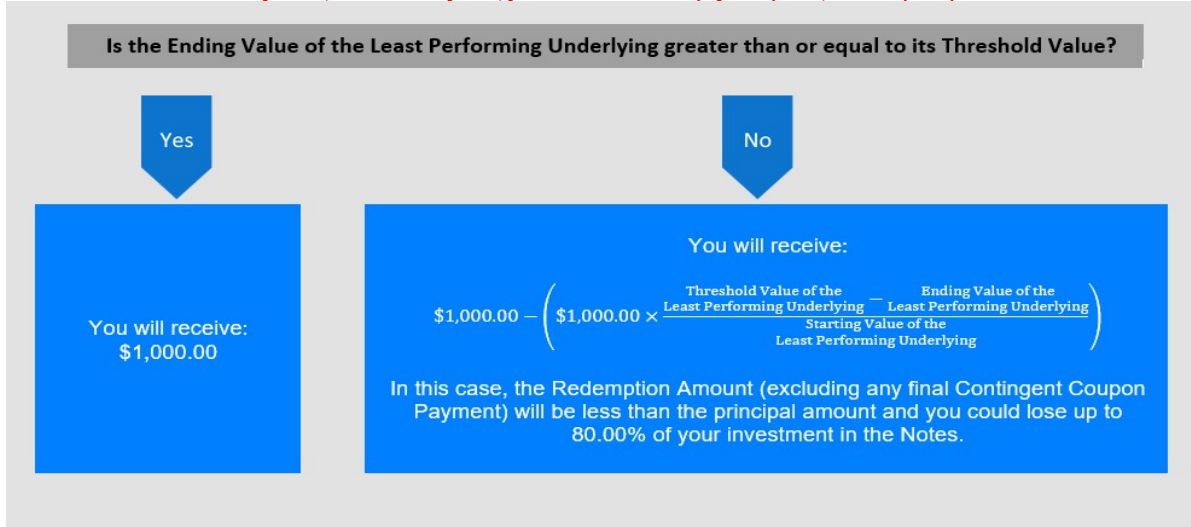 Is the Ending Value of the Least Performing Underlying greater than or equal to its Threshold Value?
Yes
No
You will receive:
$1,000.00
You will receive:
$1,000.00 − ( $1,000.00 × Threshold Value of the Least Performing Underlying − Ending Value of the Least Performing Underlying / Starting Value of the Least Performing Underlying )
In this case, the Redemption Amount (excluding any final Contingent Coupon
Payment) will be less than the principal amount and you could lose up to
80.00% of your investment in the Notes.